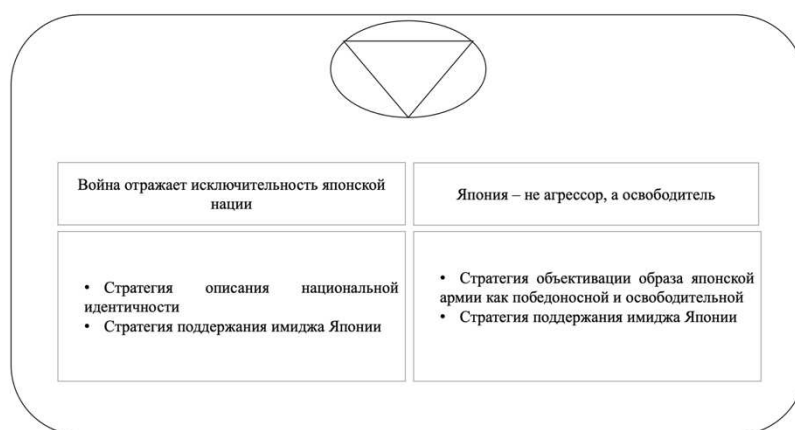 Война отражает исключительность японской
нации
Япония – не агрессор, а освободитель
• Стратегия описания национальной
идентичности
• Стратегия поддержания имиджа Японии
• Стратегия объективации образа японской
армии как победоносной и освободительной
• Стратегия поддержания имиджа Японии